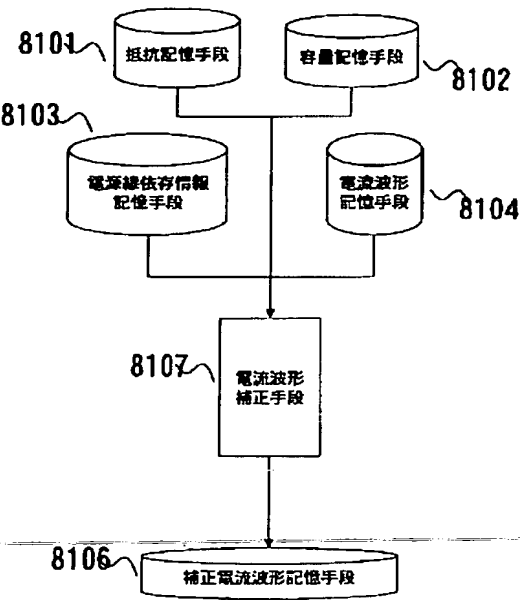 8101
抵抗記憶手段
容量記憶手段
8102
8103
電源線依存情報
記憶手段
電流波形
記憶手段
8104
8107
電流波形
補正手段
8106
補正電流波形記憶手段